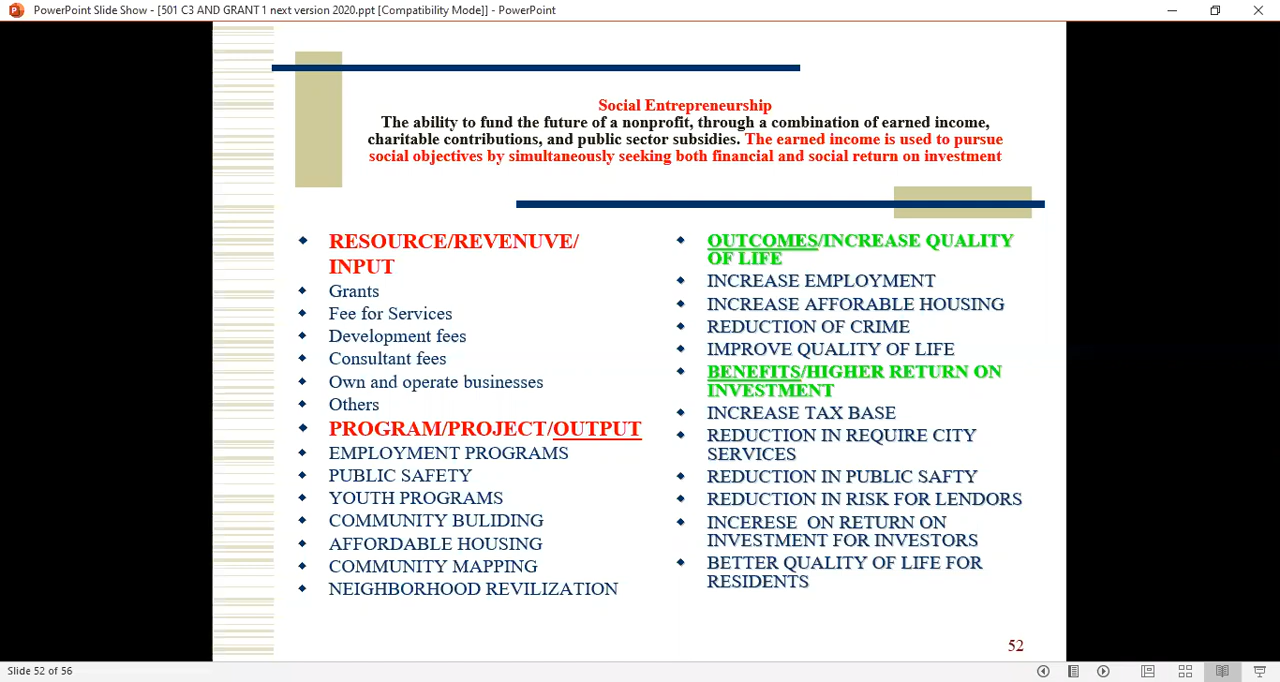 PowerPoint Slide Show - [501 C3 AND GRANT 1 next version 2020.ppt [Compatibility Mode]] - PowerPoint
Social Entrepreneurship
The ability to fund the future of a nonprofit, through a combination of earned income,
charitable contributions, and public sector subsidies. The earned income is used to pursue
social objectives by simultaneously seeking both financial and social return on investment
RESOURCE/REVENUVE/
INPUT
Grants
Fee for Services
Development fees
Consultant fees
Own and operate businesses
Others
PROGRAM/PROJECT/OUTPUT
EMPLOYMENT PROGRAMS
PUBLIC SAFETY
YOUTH PROGRAMS
COMMUNITY BULIDING
AFFORDABLE HOUSING
COMMUNITY MAPPING
NEIGHBORHOOD REVILIZATION
OUTCOMES/INCREASE QUALITY
OF LIFE
INCREASE EMPLOYMENT
INCREASE AFFORABLE HOUSING
REDUCTION OF CRIME
IMPROVE QUALITY OF LIFE
BENEFITS/HIGHER RETURN ON
INVESTMENT
INCREASE TAX BASE
REDUCTION IN REQUIRE CITY
SERVICES
REDUCTION IN PUBLIC SAFTY
REDUCTION IN RISK FOR LENDORS
INCERESE ON RETURN ON
INVESTMENT FOR INVESTORS
BETTER QUALITY OF LIFE FOR
RESIDENTS
52
Slide 52 of 56